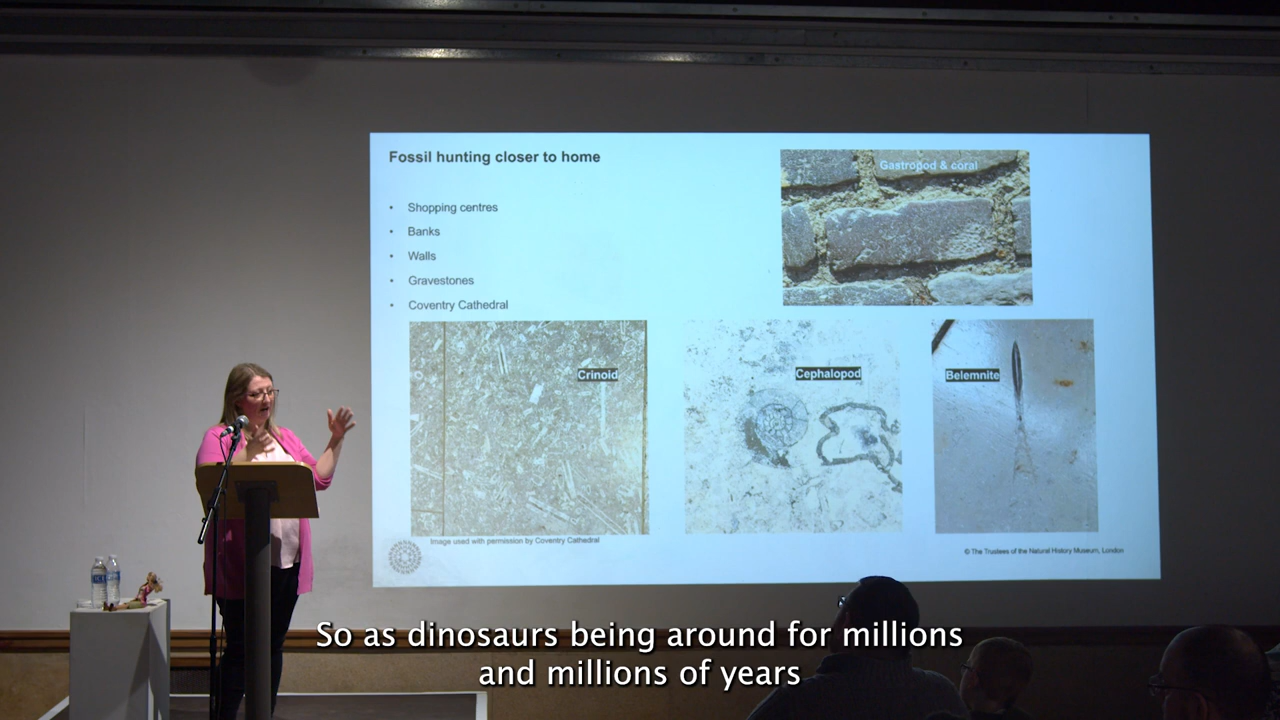 Fossil hunting closer to home
• Shopping centres
• Banks
• Walls
• Gravestones
• Coventry Cathedral
Gastropod & coral
Crinoid
Cephalopod
Belemnite
Image used with permission by Coventry Cathedral
© The Trustees of the Natural History Museum, London
So as dinosaurs being around for millions
and millions of years